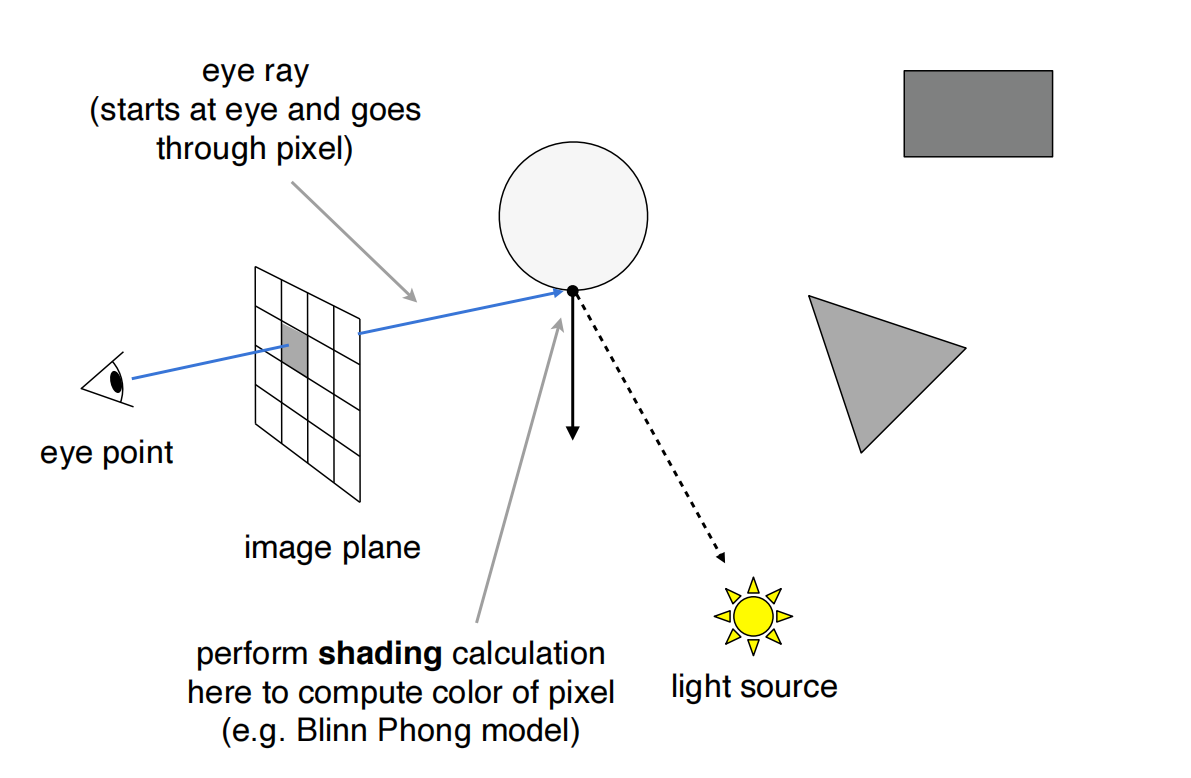 eye ray
(starts at eye and goes
through pixel)
eye point
image plane
perform shading calculation
here to compute color of pixel
(e.g. Blinn Phong model)
light source